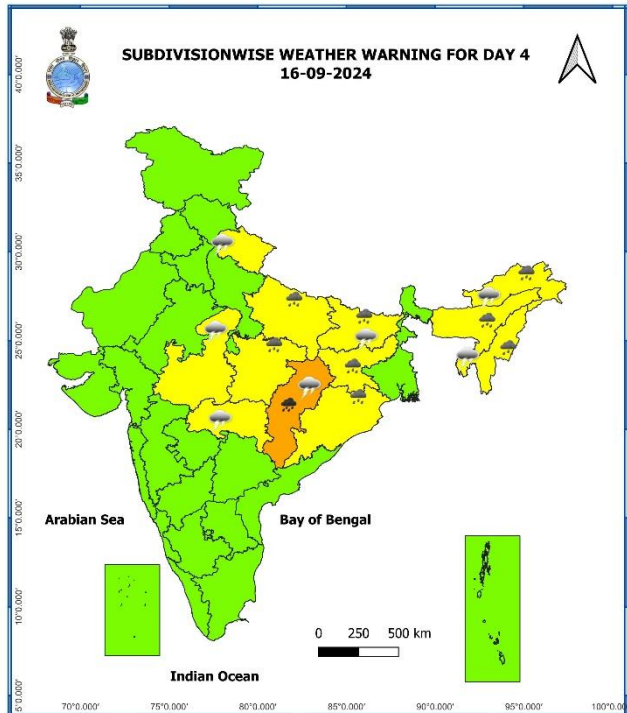 SUBDIVISIONWISE WEATHER WARNING FOR DAY 4
16-09-2024
40°0.000'
35°0.000'
30°0.000'
25°0.000'
20°0.000'
15°0.000'
10°0.000'
5°0.000'
Arabian Sea
Bay of Bengal
0 250 500 km
Indian Ocean
70°0.000' 75°0.000' 80°0.000' 85°0.000' 90°0.000' 95°0.000' 100°0.00